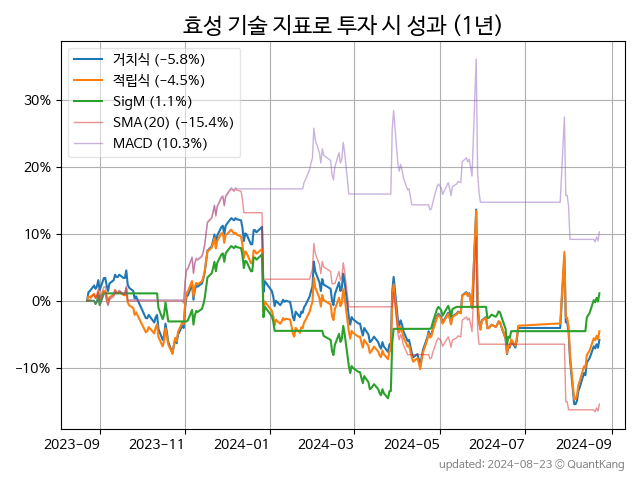 효성 기술 지표로 투자 시 성과 (1년)
거치식 (-5.8%)
적립식 (-4.5%)
SigM (1.1%)
SMA(20) (-15.4%)
MACD (10.3%)
30%
20%
10%
0%
-10%
2023-09 2023-11 2024-01 2024-03 2024-05 2024-07 2024-09
updated: 2024-08-23 © QuantKang